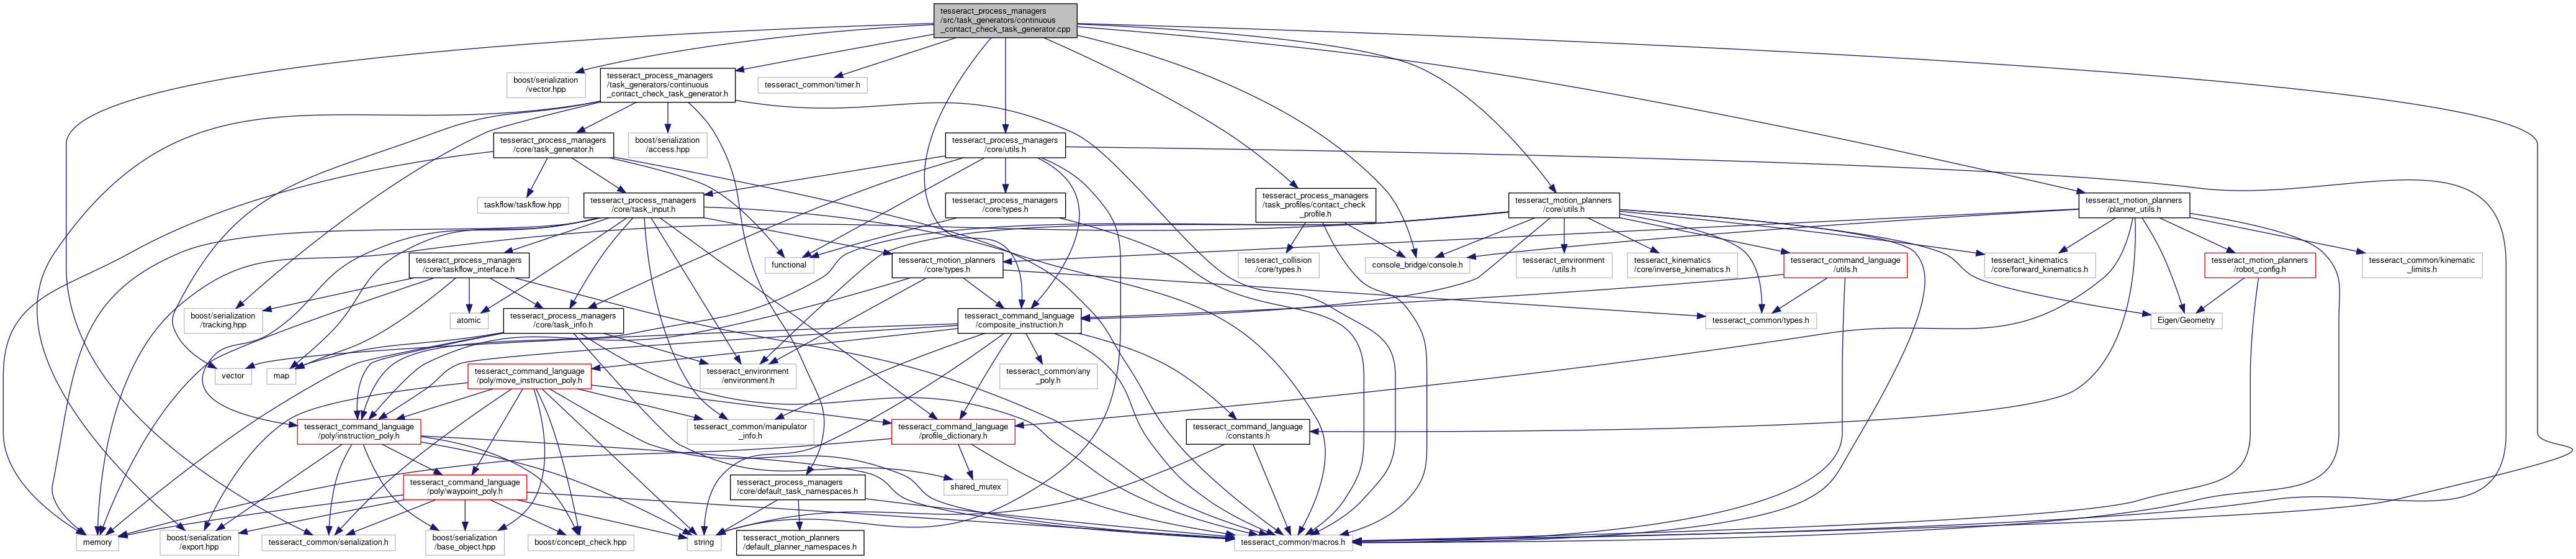 tesseract_process_managers
/src/task_generators/continuous
_contact_check_task_generator.cpp
boost/serialization
/vector.hpp
tesseract_process_managers
/task_generators/continuous
_contact_check_task_generator.h
tesseract_common/timer.h
tesseract_process_managers
/core/task_generator.h
boost/serialization
/access.hpp
tesseract_process_managers
/core/utils.h
taskflow/taskflow.hpp
tesseract_process_managers
/core/task_input.h
tesseract_process_managers
/core/types.h
tesseract_process_managers
/task_profiles/contact_check
_profile.h
tesseract_motion_planners
/core/utils.h
tesseract_motion_planners
/planner_utils.h
tesseract_process_managers
/core/taskflow_interface.h
functional
tesseract_motion_planners
/core/types.h
tesseract_collision
/core/types.h
console_bridge/console.h
tesseract_environment
/utils.h
tesseract_kinematics
/core/inverse_kinematics.h
tesseract_command_language
/utils.h
tesseract_kinematics
/core/forward_kinematics.h
tesseract_motion_planners
/robot_config.h
tesseract_common/kinematic
_limits.h
boost/serialization
/tracking.hpp
atomic
tesseract_process_managers
/core/task_info.h
tesseract_command_language
/composite_instruction.h
tesseract_common/types.h
Eigen/Geometry
vector
map
tesseract_command_language
/poly/move_instruction_poly.h
tesseract_environment
/environment.h
tesseract_common/any
_poly.h
tesseract_command_language
/poly/instruction_poly.h
tesseract_common/manipulator
_info.h
tesseract_command_language
/profile_dictionary.h
tesseract_command_language
/constants.h
tesseract_command_language
/poly/waypoint_poly.h
tesseract_process_managers
/core/default_task_namespaces.h
shared_mutex
memory
boost/serialization
/export.hpp
tesseract_common/serialization.h
boost/serialization
/base_object.hpp
boost/concept_check.hpp
string
tesseract_motion_planners
/default_planner_namespaces.h
tesseract_common/macros.h